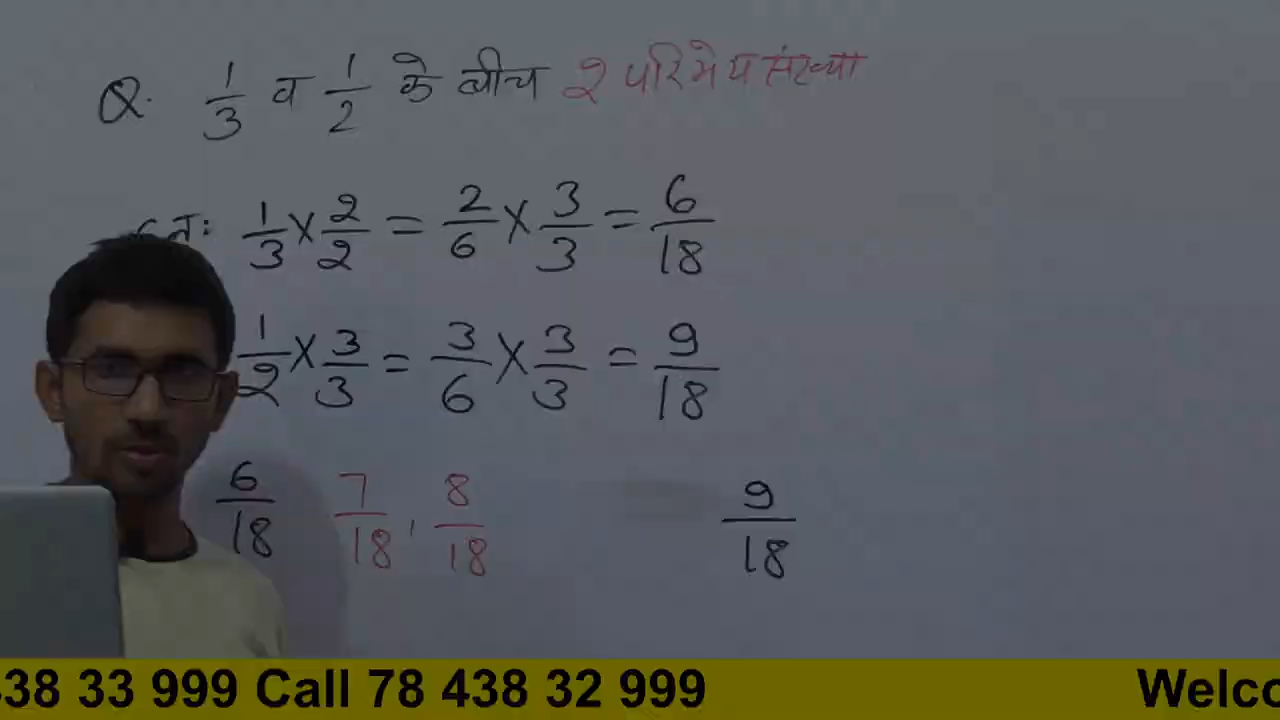 Q. 1/3 व 1/2 के बीच 2 परिमेय संख्या
1/3 × 2/2 = 2/6 × 3/3 = 6/18
1/2 × 3/3 = 3/6 × 3/3 = 9/18
6/18 7/18, 8/18 9/18
438 33 999 Call 78 438 32 999 Welco